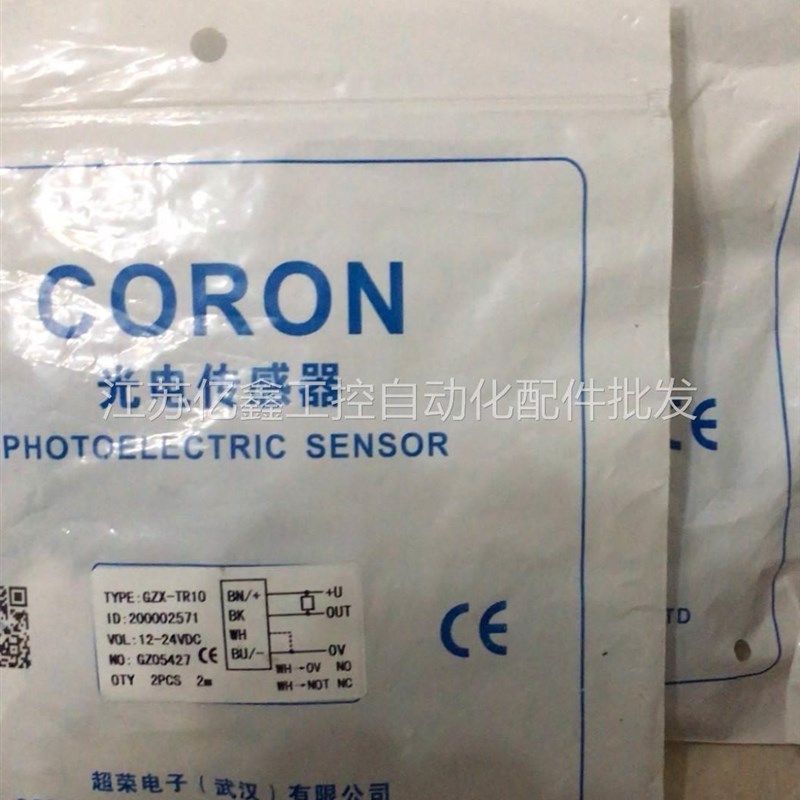 CORON
光电传感器
江苏亿鑫工控自动化配件批发
PHOTOELECTRIC SENSOR
TYPE:GZX-TR10
ID:200002571
VOL:12-24VDC
NO: GZ05427 CE
QTY 2PCS 2m
BN/+
BK
WH
BU/-
+U
OUT
0V
WH→0V NO
WH→NOT NC
CE
CE
TD
超荣电子(武汉)有限公司